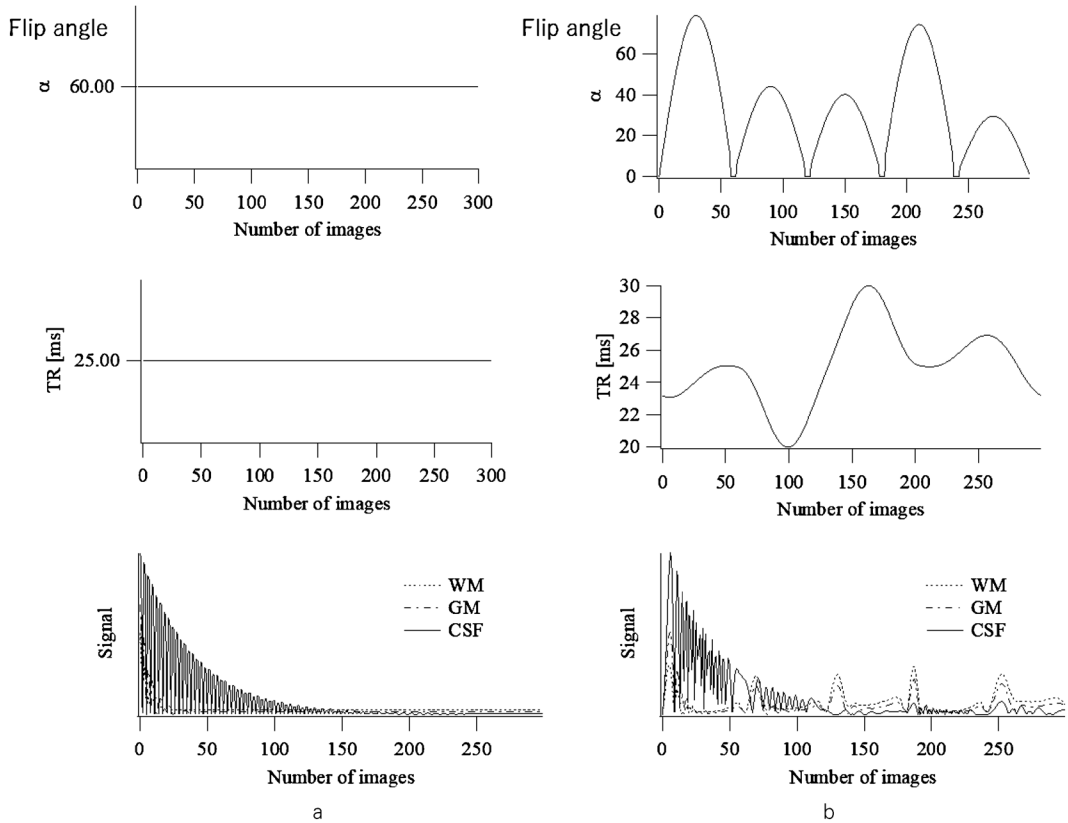 Flip angle
α
60.00
0 50 100 150 200 250 300
Number of images
TR [ms]
25.00
0 50 100 150 200 250 300
Number of images
Signal
WM
GM
CSF
0 50 100 150 200 250
Number of images
a
Flip angle
α
60
40
20
0
0 50 100 150 200 250
Number of images
TR [ms]
30
28
26
24
22
20
0 50 100 150 200 250
Number of images
Signal
WM
GM
CSF
0 50 100 150 200 250
Number of images
b